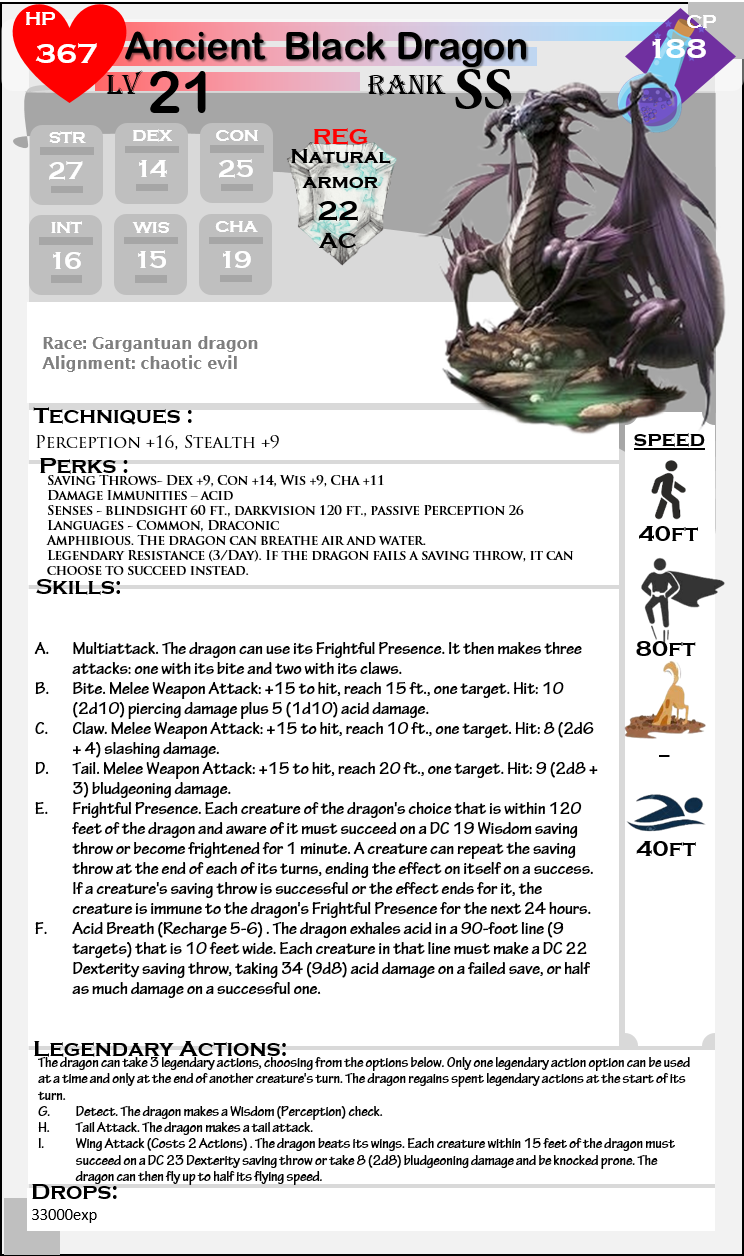 HP
367
Ancient Black Dragon
CP
188
LV 21
RANK SS
STR
27
DEX
14
CON
25
INT
16
WIS
15
CHA
19
REG
Natural
armor
22
AC
Race: Gargantuan dragon
Alignment: chaotic evil
Techniques :
Perception +16, Stealth +9
Perks :
Saving Throws- Dex +9, Con +14, Wis +9, Cha +11
Damage Immunities – acid
Senses - blindsight 60 ft., darkvision 120 ft., passive Perception 26
Languages - Common, Draconic
Amphibious. The dragon can breathe air and water.
Legendary Resistance (3/Day). If the dragon fails a saving throw, it can
choose to succeed instead.
Skills:
A. Multiattack. The dragon can use its Frightful Presence. It then makes three
attacks: one with its bite and two with its claws.
B. Bite. Melee Weapon Attack: +15 to hit, reach 15 ft., one target. Hit: 10
(2d10) piercing damage plus 5 (1d10) acid damage.
C. Claw. Melee Weapon Attack: +15 to hit, reach 10 ft., one target. Hit: 8 (2d6
+ 4) slashing damage.
D. Tail. Melee Weapon Attack: +15 to hit, reach 20 ft., one target. Hit: 9 (2d8 +
3) bludgeoning damage.
E. Frightful Presence. Each creature of the dragon's choice that is within 120
feet of the dragon and aware of it must succeed on a DC 19 Wisdom saving
throw or become frightened for 1 minute. A creature can repeat the saving
throw at the end of each of its turns, ending the effect on itself on a success.
If a creature's saving throw is successful or the effect ends for it, the
creature is immune to the dragon's Frightful Presence for the next 24 hours.
F. Acid Breath (Recharge 5-6) . The dragon exhales acid in a 90-foot line (9
targets) that is 10 feet wide. Each creature in that line must make a DC 22
Dexterity saving throw, taking 34 (9d8) acid damage on a failed save, or half
as much damage on a successful one.
SPEED
40FT
80FT
–
40FT
Legendary Actions:
The dragon can take 3 legendary actions, choosing from the options below. Only one legendary action option can be used
at a time and only at the end of another creature's turn. The dragon regains spent legendary actions at the start of its
turn.
G. Detect. The dragon makes a Wisdom (Perception) check.
H. Tail Attack. The dragon makes a tail attack.
I. Wing Attack (Costs 2 Actions) . The dragon beats its wings. Each creature within 15 feet of the dragon must
succeed on a DC 23 Dexterity saving throw or take 8 (2d8) bludgeoning damage and be knocked prone. The
dragon can then fly up to half its flying speed.
Drops:
33000exp